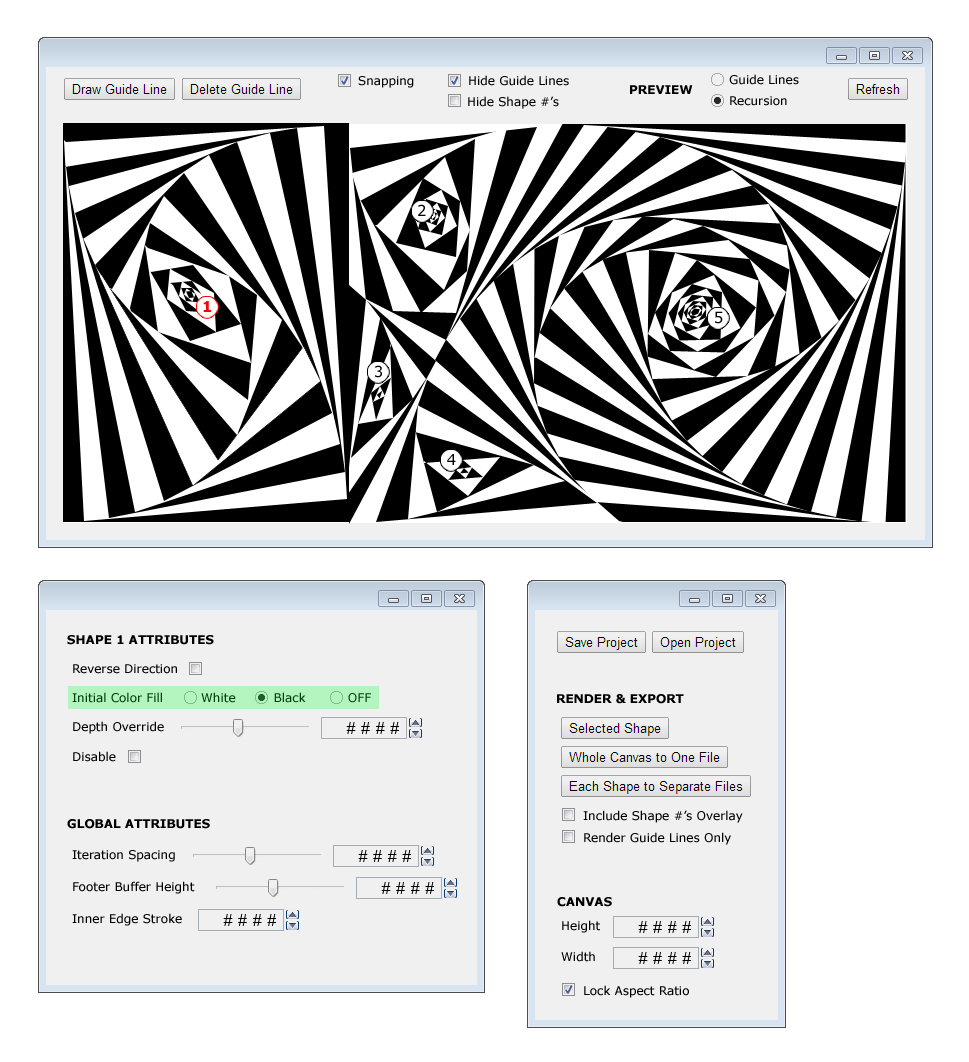 Draw Guide Line Delete Guide Line Snapping Hide Guide Lines PREVIEW Guide Lines Refresh
Hide Shape #'s Recursion
2
1
5
3
4
SHAPE 1 ATTRIBUTES
Reverse Direction
Initial Color Fill White Black OFF
Depth Override ####
Disable
GLOBAL ATTRIBUTES
Iteration Spacing ####
Footer Buffer Height ####
Inner Edge Stroke ####
Save Project Open Project
RENDER & EXPORT
Selected Shape
Whole Canvas to One File
Each Shape to Separate Files
Include Shape #'s Overlay
Render Guide Lines Only
CANVAS
Height ####
Width ####
Lock Aspect Ratio